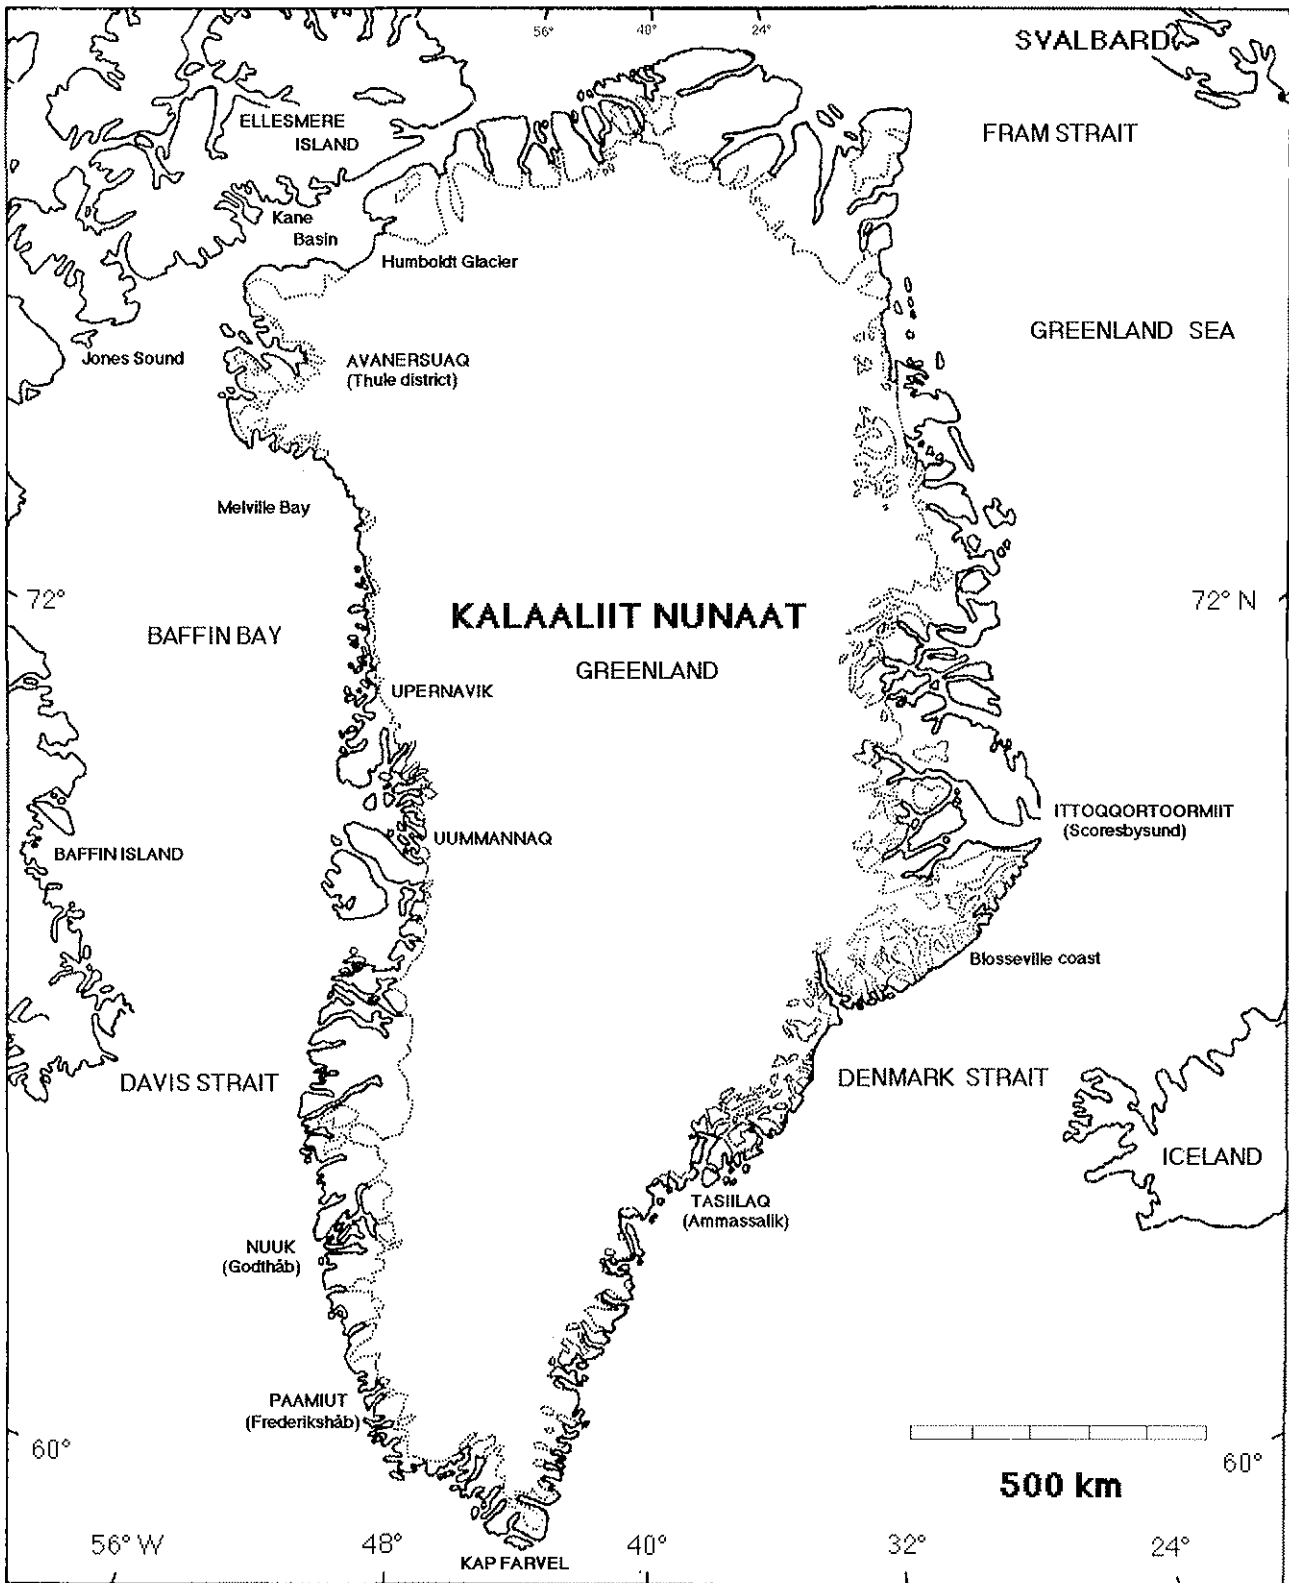 56° 40° 24°
SVALBARD
FRAM STRAIT
ELLESMERE
ISLAND
Kane
Basin
Humboldt Glacier
GREENLAND SEA
Jones Sound
AVANERSUAQ
(Thule district)
Melville Bay
72°
72° N
KALAALIIT NUNAAT
BAFFIN BAY
GREENLAND
UPERNAVIK
ITTOQQORTOORMIIT
(Scoresbysund)
UUMMANNAQ
BAFFIN ISLAND
Blosseville coast
DAVIS STRAIT
DENMARK STRAIT
ICELAND
TASIILAQ
(Ammassalik)
NUUK
(Godthåb)
PAAMIUT
(Frederikshåb)
60°
60°
500 km
56° W 48° 40° 32° 24°
KAP FARVEL